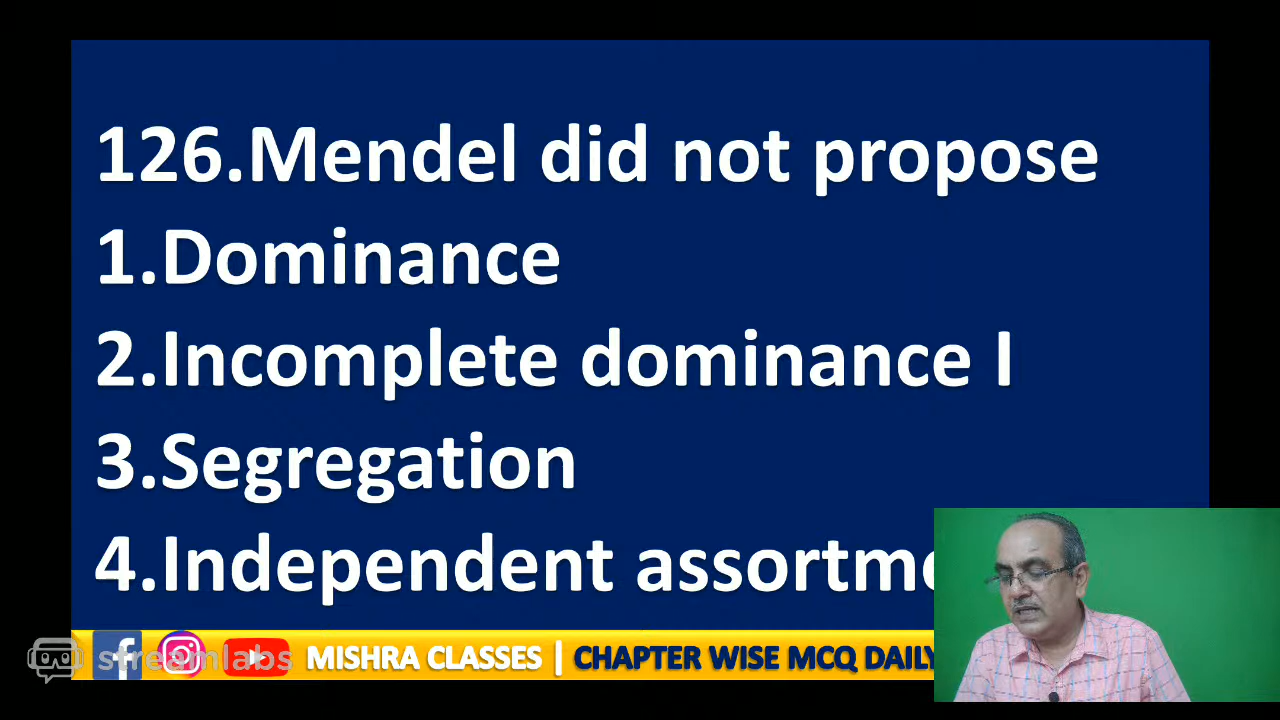 126.Mendel did not propose
1.Dominance
2.Incomplete dominance I
3.Segregation
4.Independent
streamlabs
MISHRA CLASSES | CHAPTER WISE MCQ DAILY